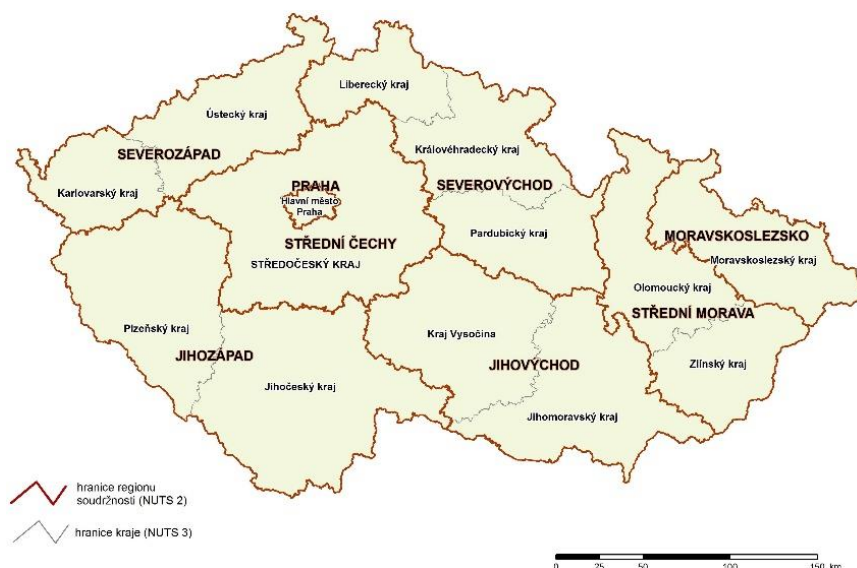 Liberecký kraj
Ústecký kraj
Královéhradecký kraj
SEVEROZÁPAD
Karlovarský kraj
PRAHA
Hlavní město
Praha
SEVEROVÝCHOD
Pardubický kraj
STŘEDNÍ ČECHY
STŘEDOČESKÝ KRAJ
MORAVSKOSLEZSKO
Moravskoslezský kraj
Olomoucký kraj
STŘEDNÍ MORAVA
Plzeňský kraj
Kraj Vysočina
JIHOZÁPAD
JIHOVÝCHOD
Zlínský kraj
Jihočeský kraj
Jihomoravský kraj
hranice regionu
soudržnosti (NUTS 2)
hranice kraje (NUTS 3)
0 25 50 100 150 km